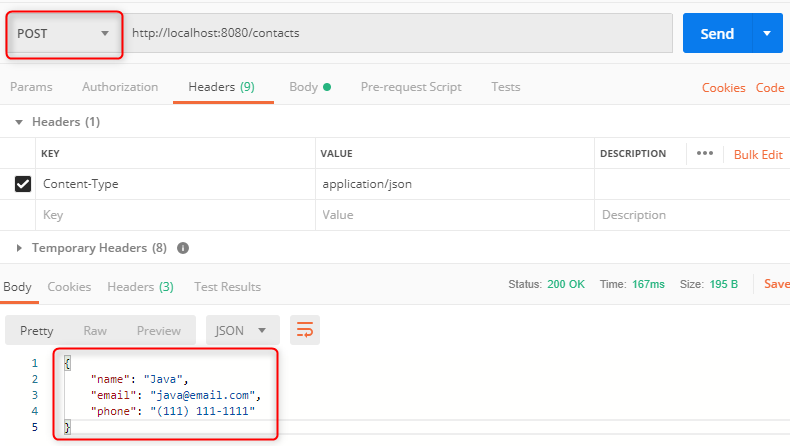 POST http://localhost:8080/contacts Send
Params Authorization Headers (9) Body Pre-request Script Tests Cookies Code
Headers (1)
KEY VALUE DESCRIPTION ••• Bulk Edit
Content-Type application/json
Key Value Description
Temporary Headers (8) i
Body Cookies Headers (3) Test Results Status: 200 OK Time: 167ms Size: 195 B Save
Pretty Raw Preview JSON
1 {
2 "name": "Java",
3 "email": "java@email.com",
4 "phone": "(111) 111-1111"
5 }